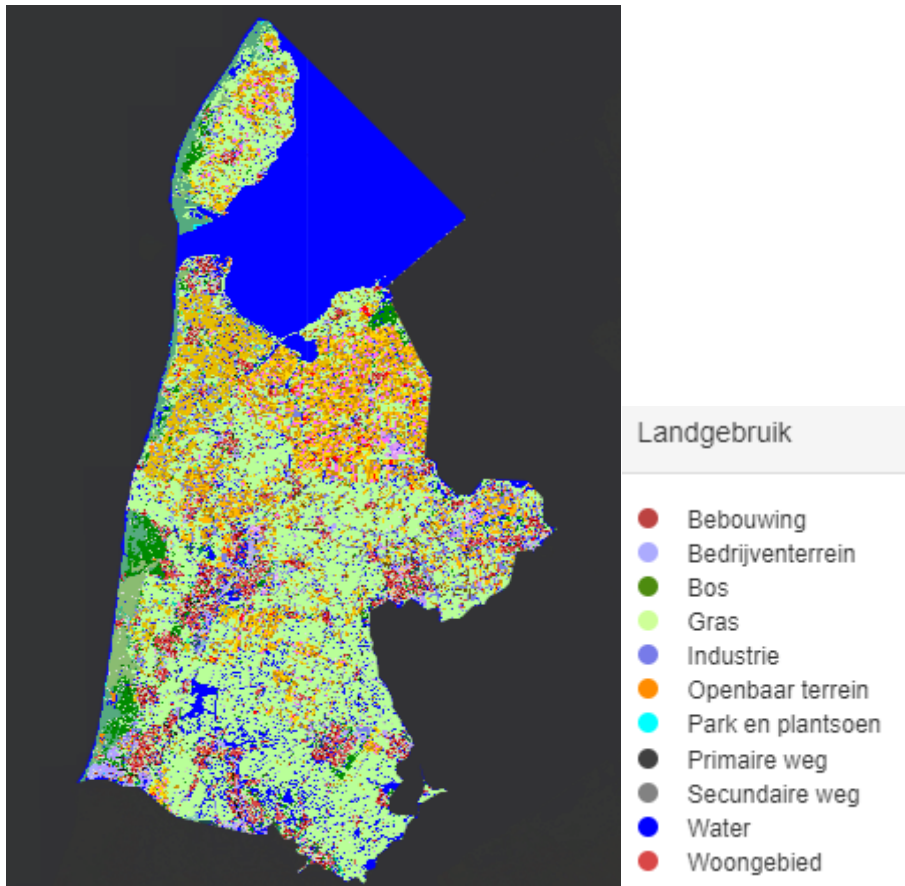 Landgebruik
Bebouwing
Bedrijventerrein
Bos
Gras
Industrie
Openbaar terrein
Park en plantsoen
Primaire weg
Secundaire weg
Water
Woongebied